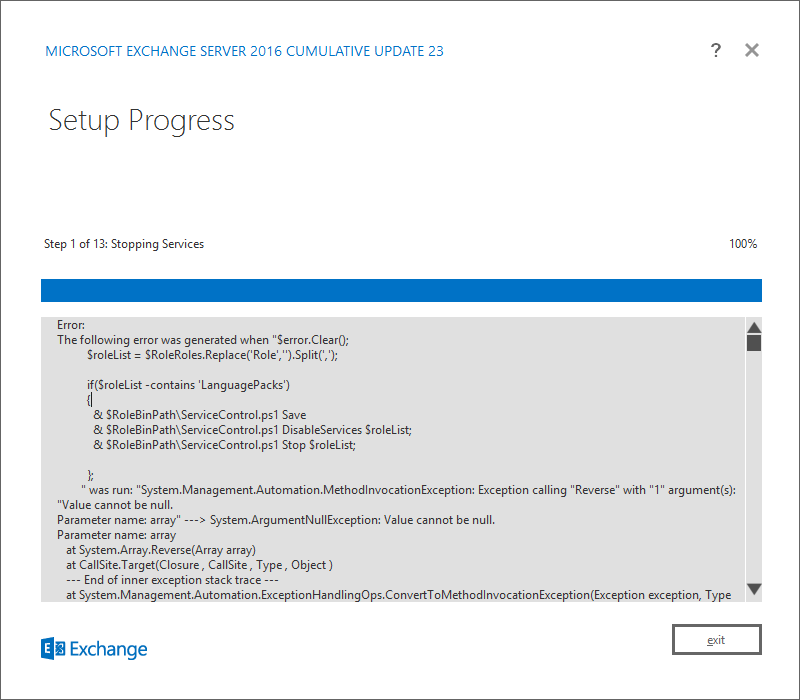 MICROSOFT EXCHANGE SERVER 2016 CUMULATIVE UPDATE 23
?
Setup Progress
Step 1 of 13: Stopping Services 100%
Error:
The following error was generated when "$error.Clear();
$roleList = $RoleRoles.Replace('Role','').Split(',');
if($roleList -contains 'LanguagePacks')
{
& $RoleBinPath\ServiceControl.ps1 Save
& $RoleBinPath\ServiceControl.ps1 DisableServices $roleList;
& $RoleBinPath\ServiceControl.ps1 Stop $roleList;
};
" was run: "System.Management.Automation.MethodInvocationException: Exception calling "Reverse" with "1" argument(s):
"Value cannot be null.
Parameter name: array" ---> System.ArgumentNullException: Value cannot be null.
Parameter name: array
at System.Array.Reverse(Array array)
at CallSite.Target(Closure , CallSite , Type , Object )
--- End of inner exception stack trace ---
at System.Management.Automation.ExceptionHandlingOps.ConvertToMethodInvocationException(Exception exception, Type
Exchange
exit